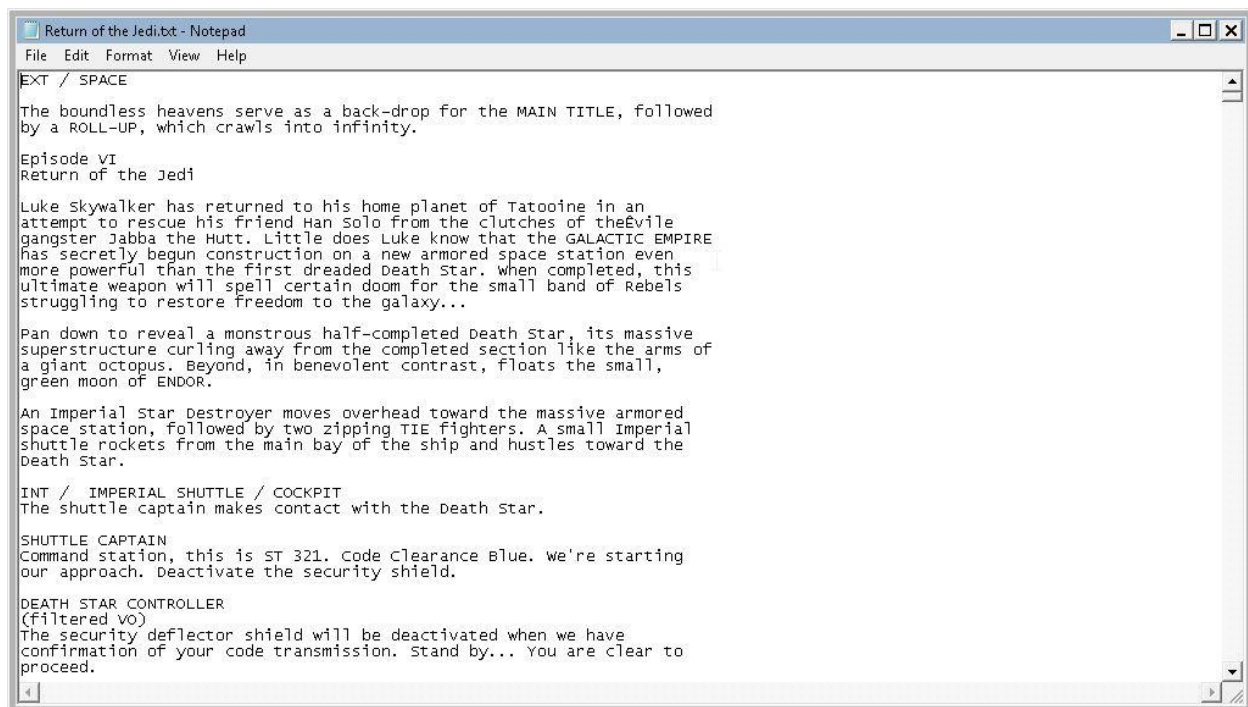 Return of the Jedi.txt - Notepad
File Edit Format View Help
EXT / SPACE
The boundless heavens serve as a back-drop for the MAIN TITLE, followed
by a ROLL-UP, which crawls into infinity.
Episode VI
Return of the Jedi
Luke Skywalker has returned to his home planet of Tatooine in an
attempt to rescue his friend Han Solo from the clutches of theÊvile
gangster Jabba the Hutt. Little does Luke know that the GALACTIC EMPIRE
has secretly begun construction on a new armored space station even
more powerful than the first dreaded Death Star. When completed, this
ultimate weapon will spell certain doom for the small band of Rebels
struggling to restore freedom to the galaxy...
Pan down to reveal a monstrous half-completed Death Star, its massive
superstructure curling away from the completed section like the arms of
a giant octopus. Beyond, in benevolent contrast, floats the small,
green moon of ENDOR.
An Imperial Star Destroyer moves overhead toward the massive armored
space station, followed by two zipping TIE fighters. A small Imperial
shuttle rockets from the main bay of the ship and hustles toward the
Death Star.
INT /  IMPERIAL SHUTTLE / COCKPIT
The shuttle captain makes contact with the Death Star.
SHUTTLE CAPTAIN
Command station, this is ST 321. Code Clearance Blue. We're starting
our approach. Deactivate the security shield.
DEATH STAR CONTROLLER
(filtered VO)
The security deflector shield will be deactivated when we have
confirmation of your code transmission. Stand by... You are clear to
proceed.